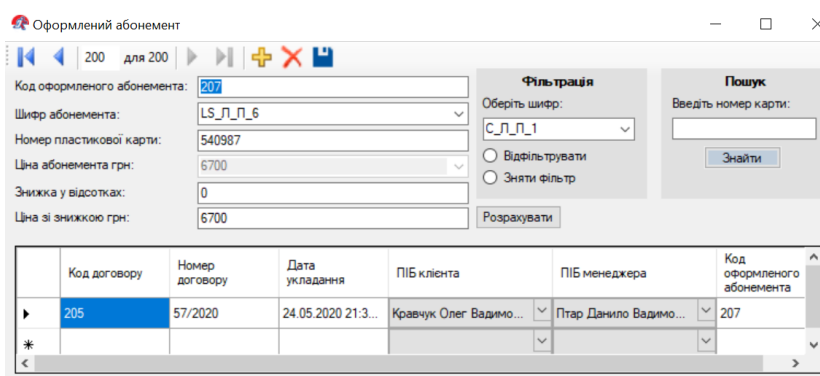 Оформлений абонемент
200 для 200
Код оформленого абонемента: 207
Шифр абонемента: LS_Л_П_6
Номер пластикової карти: 540987
Ціна абонемента грн: 6700
Знижка у відсотках: 0
Ціна зі знижкою грн: 6700
Розрахувати
Фільтрація
Оберіть шифр:
С_Л_П_1
Відфільтрувати
Зняти фільтр
Пошук
Введіть номер карти:
Знайти
Код договору
Номер
договору
Дата
укладання
ПІБ клієнта
ПІБ менеджера
Код
оформленого
абонемента
205 57/2020 24.05.2020 21:3... Кравчук Олег Вадимо... Птар Данило Вадимо... 207